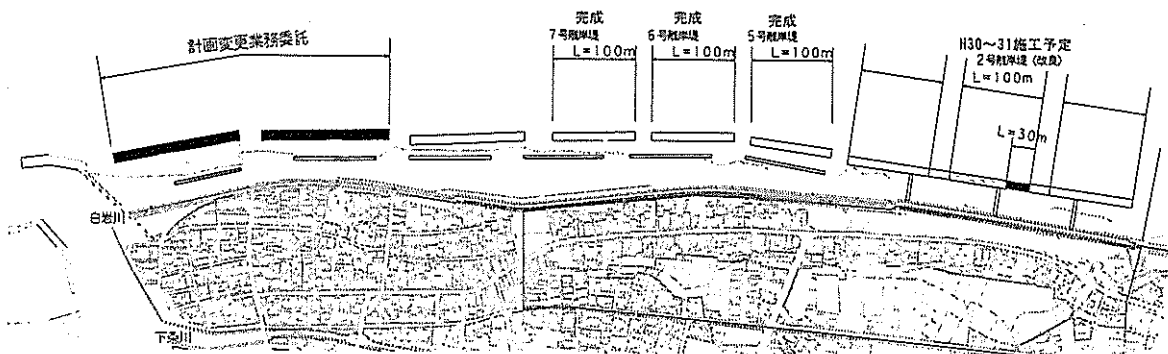 計画変更業務委託
完成
7号離岸堤
L=100m
完成
6号離岸堤
L=100m
完成
5号離岸堤
L=100m
H30~31施工予定
2号離岸堤(改良)
L=100m
L=30m
白岩川
下条川